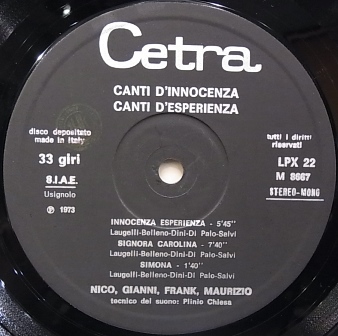 Cetra
CANTI D'INNOCENZA
CANTI D'ESPERIENZA
disco depositato
made in Italy
33 giri
S.I.A.E.
Usignolo
℗ 1973
tutti i diritti
riservati
LPX 22
M 8667
STEREO-MONO
INNOCENZA ESPERIENZA - 5'45"
Laugelli-Belleno-Dini-Di Palo-Salvi
SIGNORA CAROLINA - 7'40"
Laugelli-Belleno-Dini-Di Palo-Salvi
SIMONA - 1'40"
Laugelli-Belleno-Dini-Di Palo-Salvi
NICO, GIANNI, FRANK, MAURIZIO
tecnico del suono: Plinio Chiesa